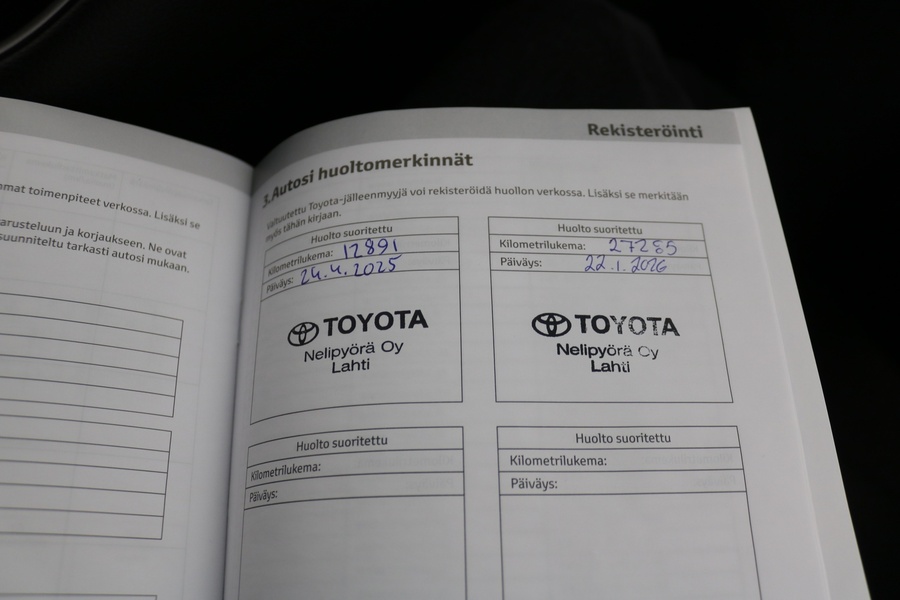 mmat toimenpiteet verkossa. Lisäksi se
arusteluun ja korjaukseen. Ne ovat
suunniteltu tarkasti autosi mukaan.
Rekisteröinti
3.Autosi huoltomerkinnät
Valtuutettu Toyota-jälleenmyyjä voi rekisteröidä huollon verkossa. Lisäksi se merkitään
myös tähän kirjaan.
Huolto suoritettu
Kilometrilukema: 12891
Päiväys: 24.4.2025
TOYOTA
Nelipyörä Oy
Lahti
Huolto suoritettu
Kilometrilukema: 27285
Päiväys: 22.1.2026
TOYOTA
Nelipyörä Oy
Lahti
Huolto suoritettu
Kilometrilukema:
Päiväys:
Huolto suoritettu
Kilometrilukema:
Päiväys: